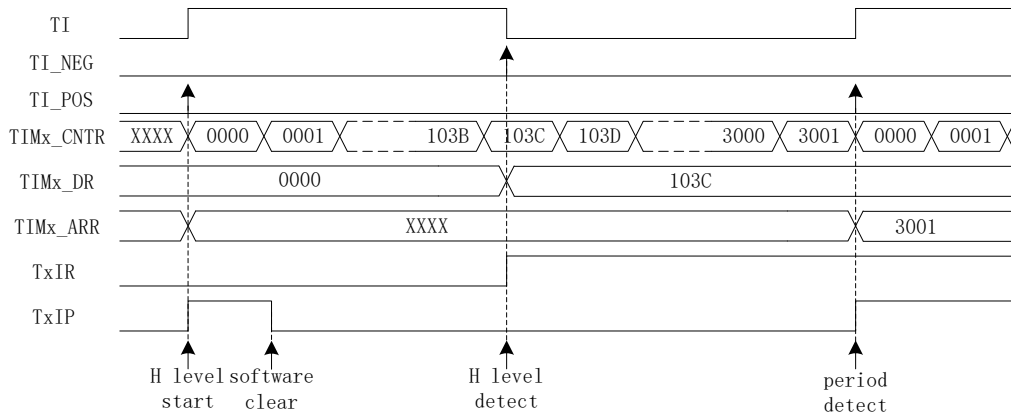 TI
TI_NEG
TI_POS
TIMx_CNTR XXXX 0000 0001 103B 103C 103D 3000 3001 0000 0001
TIMx_DR 0000 103C
TIMx_ARR XXXX 3001
TxIR
TxIP
H level software H level period
start clear detect detect